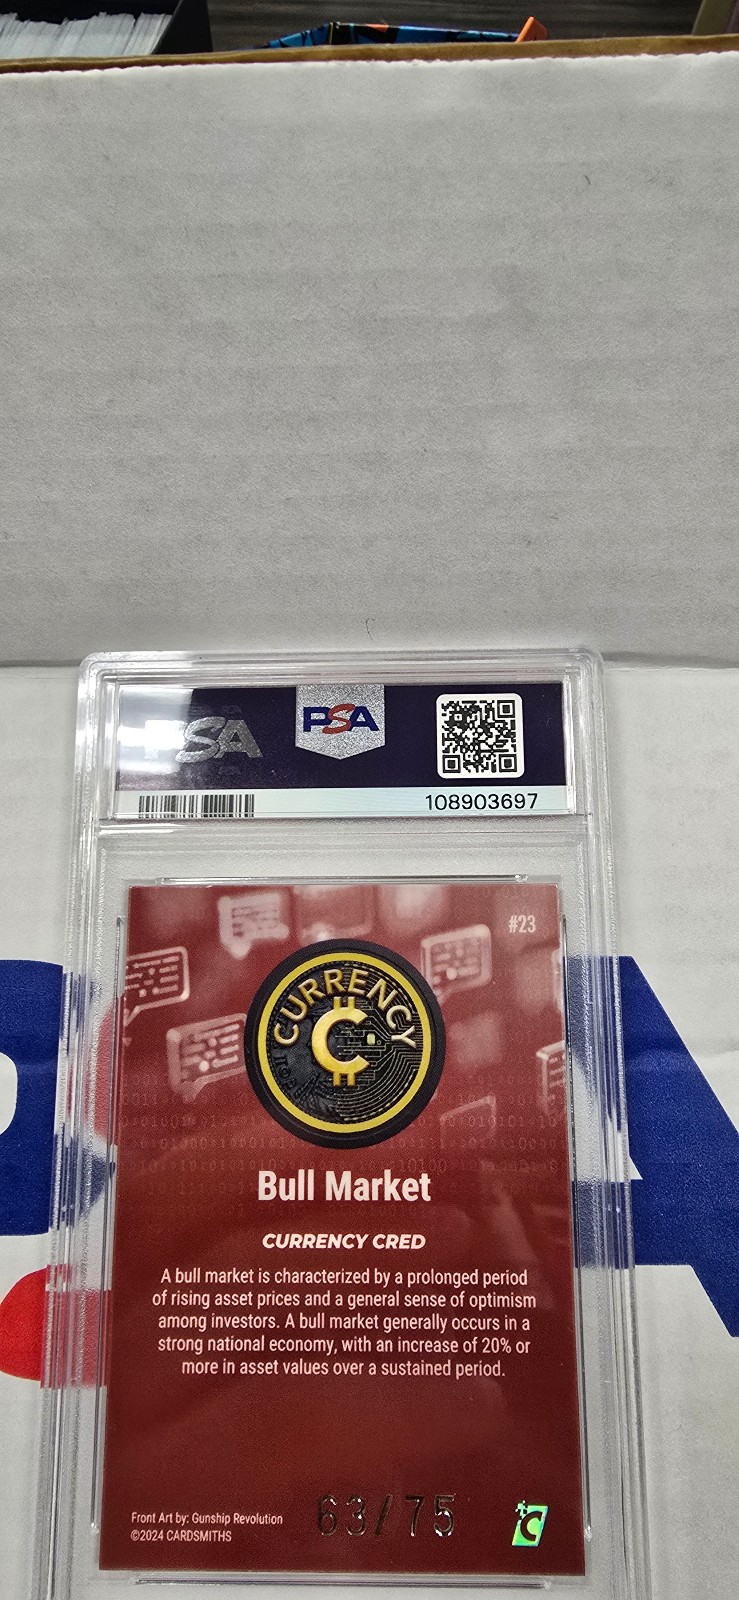 PSA
PSA
108903697
#23
CURRENCY
Bull Market
CURRENCY CRED
A bull market is characterized by a prolonged period
of rising asset prices and a general sense of optimism
among investors. A bull market generally occurs in a
strong national economy, with an increase of 20% or
more in asset values over a sustained period.
Front Art by: Gunship Revolution
©2024 CARDSMITHS
63/75
C